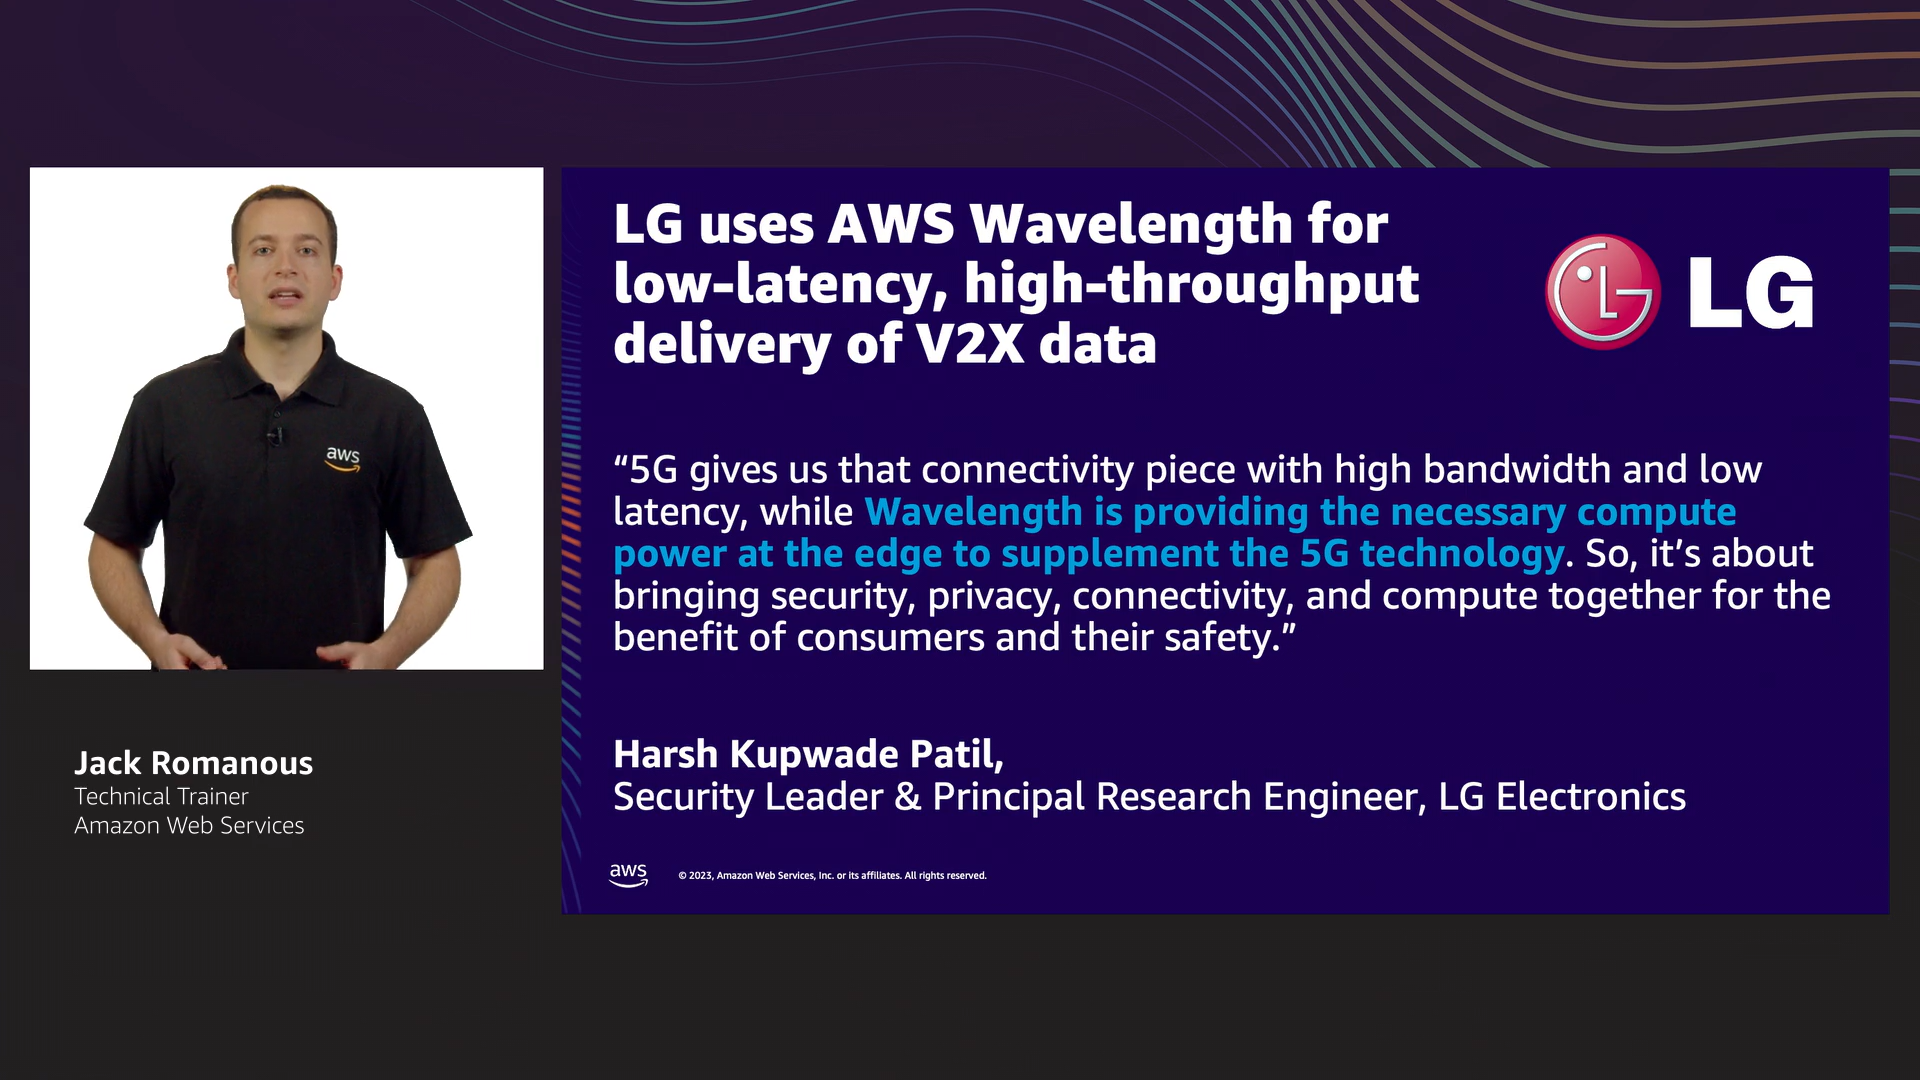 aws
Jack Romanous
Technical Trainer
Amazon Web Services
LG uses AWS Wavelength for
low-latency, high-throughput
delivery of V2X data
LG
“5G gives us that connectivity piece with high bandwidth and low
latency, while Wavelength is providing the necessary compute
power at the edge to supplement the 5G technology. So, it’s about
bringing security, privacy, connectivity, and compute together for the
benefit of consumers and their safety.”
Harsh Kupwade Patil,
Security Leader & Principal Research Engineer, LG Electronics
aws © 2023, Amazon Web Services, Inc. or its affiliates. All rights reserved.